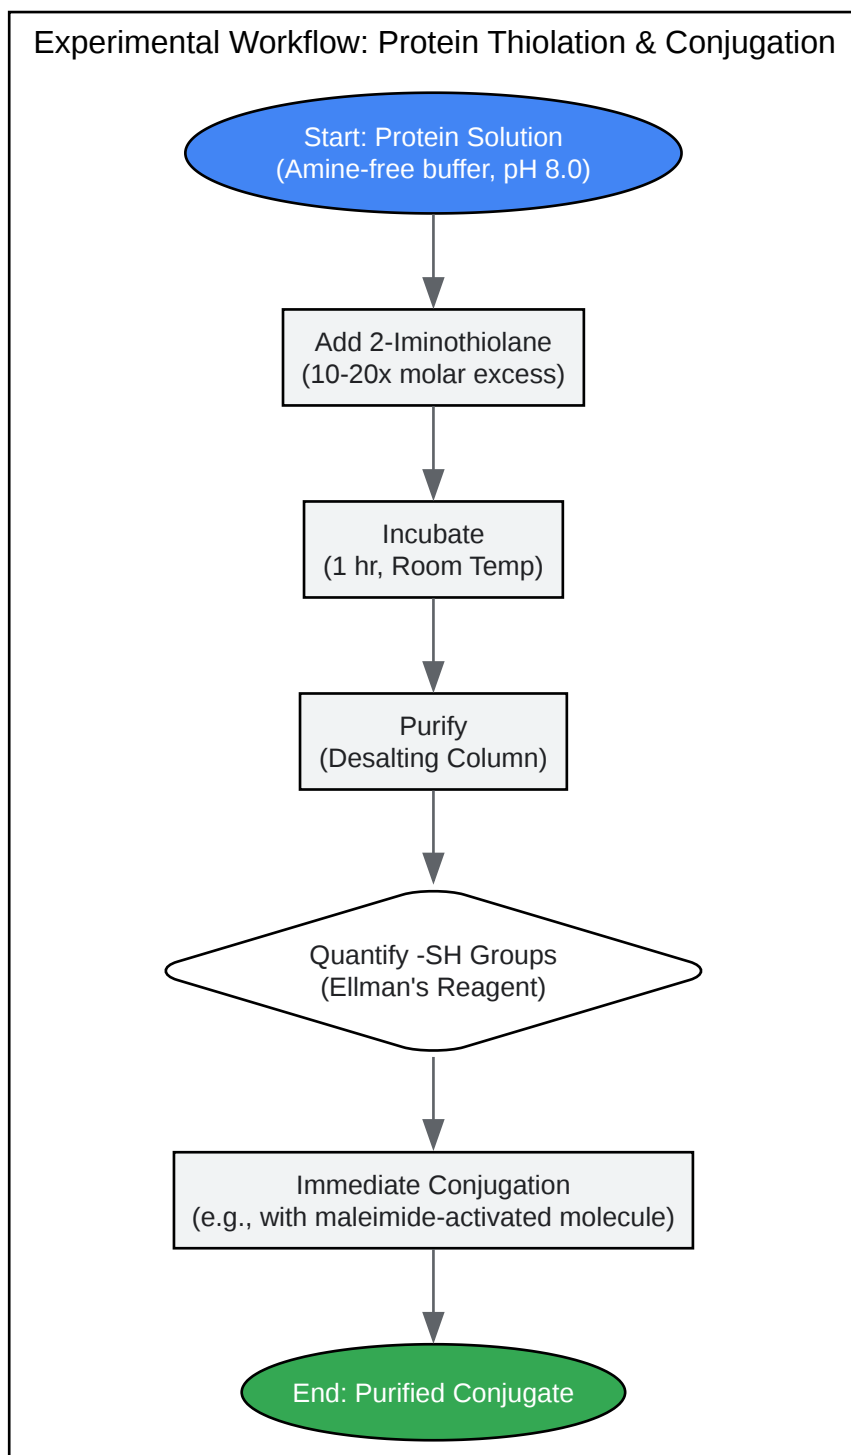 Experimental Workflow: Protein Thiolation & Conjugation
Start: Protein Solution
(Amine-free buffer, pH 8.0)
Add 2-Iminothiolane
(10-20x molar excess)
Incubate
(1 hr, Room Temp)
Purify
(Desalting Column)
Quantify -SH Groups
(Ellman's Reagent)
Immediate Conjugation
(e.g., with maleimide-activated molecule)
End: Purified Conjugate